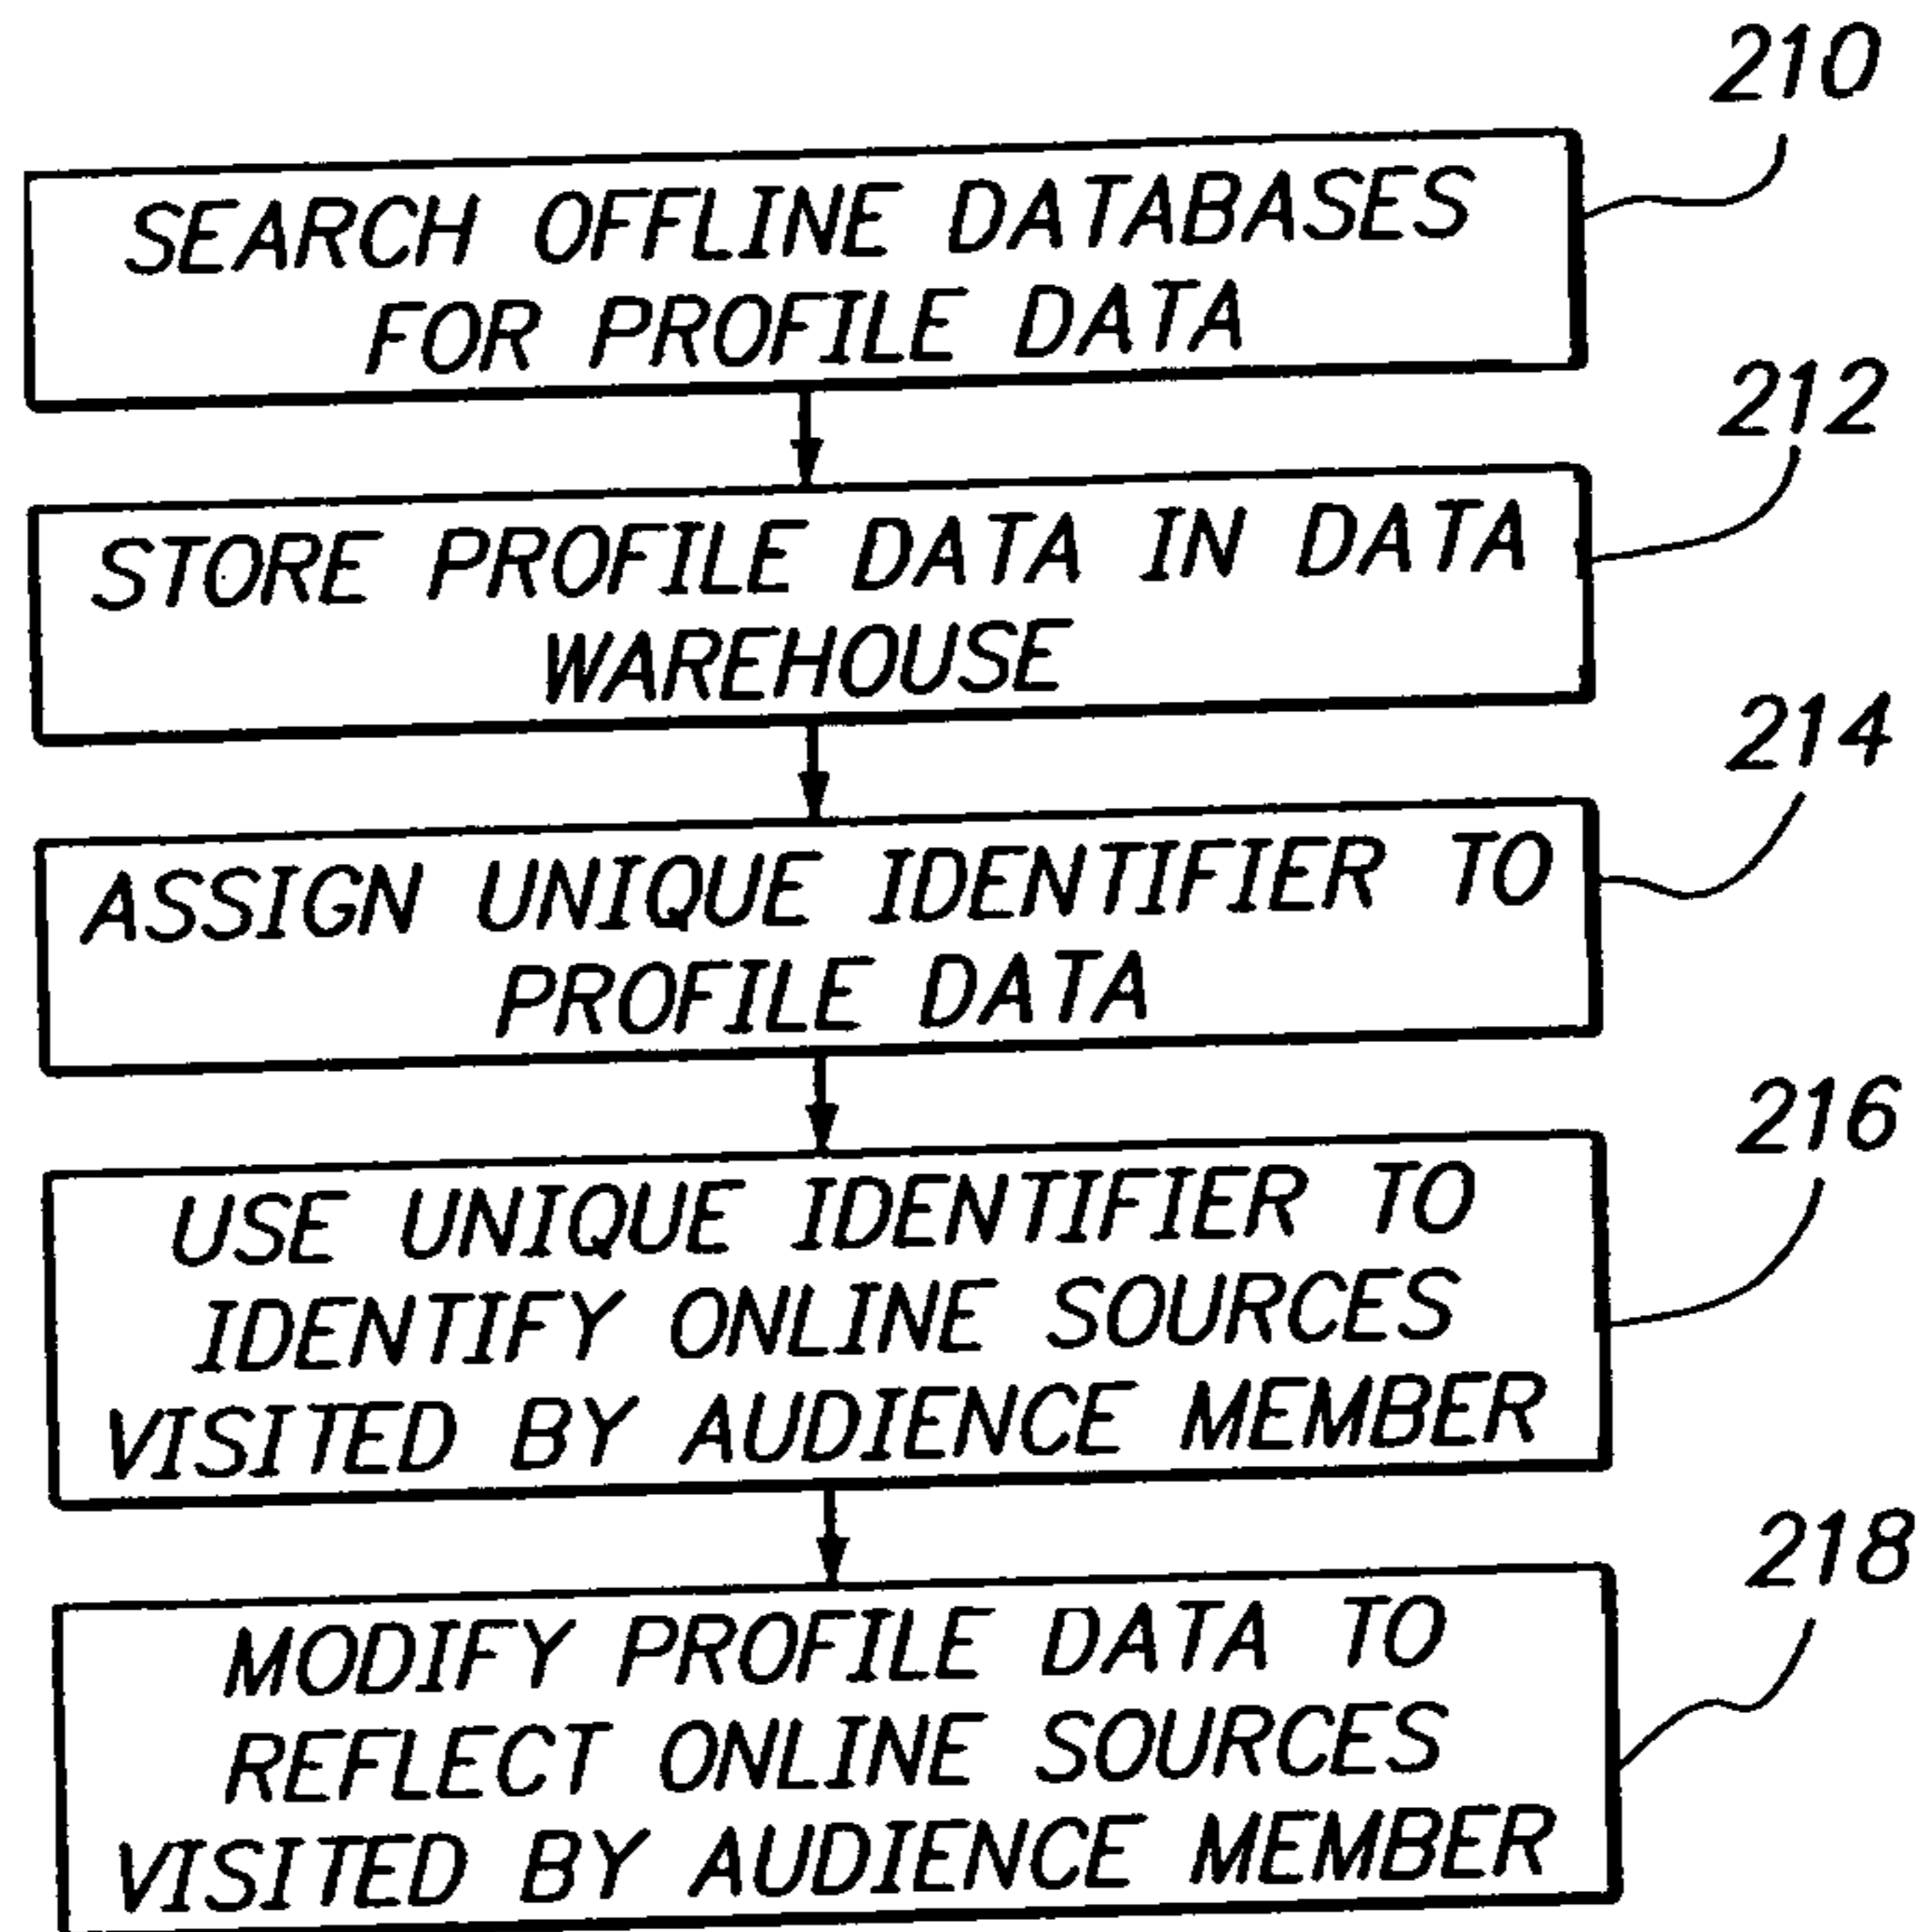 210
SEARCH OFFLINE DATABASES
FOR PROFILE DATA
212
STORE PROFILE DATA IN DATA
WAREHOUSE
214
ASSIGN UNIQUE IDENTIFIER TO
PROFILE DATA
216
USE UNIQUE IDENTIFIER TO
IDENTIFY ONLINE SOURCES
VISITED BY AUDIENCE MEMBER
218
MODIFY PROFILE DATA TO
REFLECT ONLINE SOURCES
VISITED BY AUDIENCE MEMBER